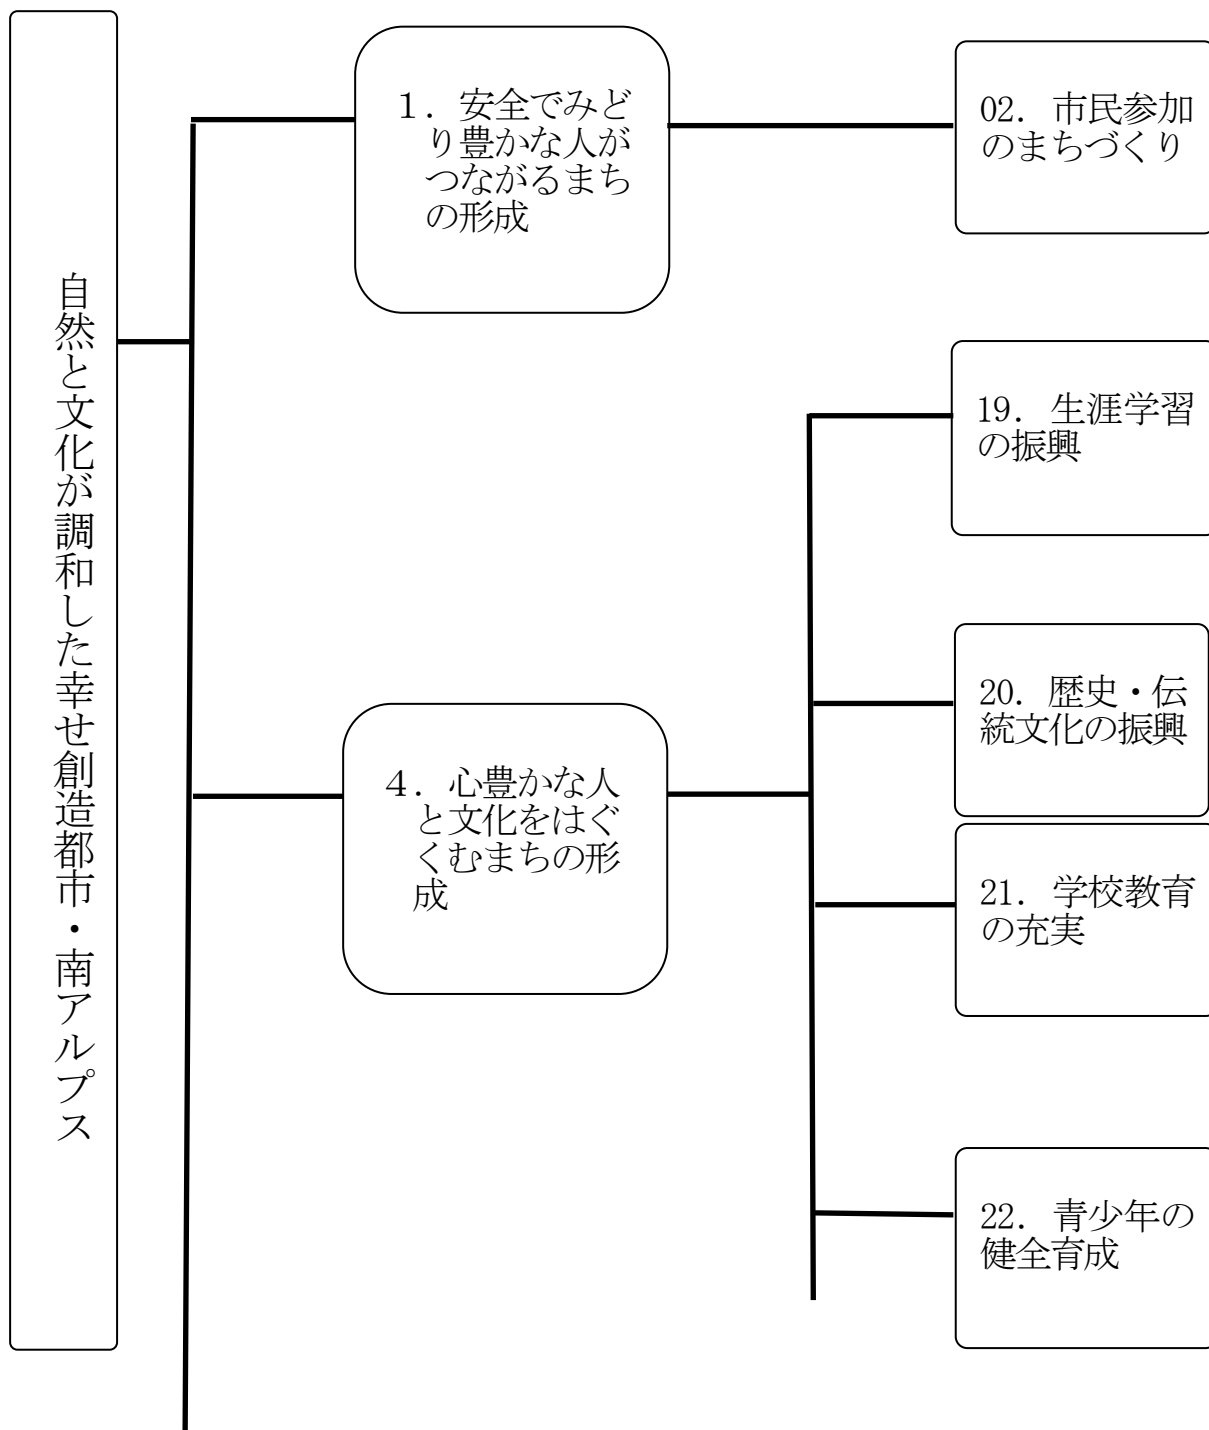 自然と文化が調和した幸せ創造都市・南アルプス
１．安全でみど
り豊かな人が
つながるまち
の形成
02．市民参加
のまちづくり
19．生涯学習
の振興
20．歴史・伝
統文化の振興
４．心豊かな人
と文化をはぐ
くむまちの形
成
21．学校教育
の充実
22．青少年の
健全育成